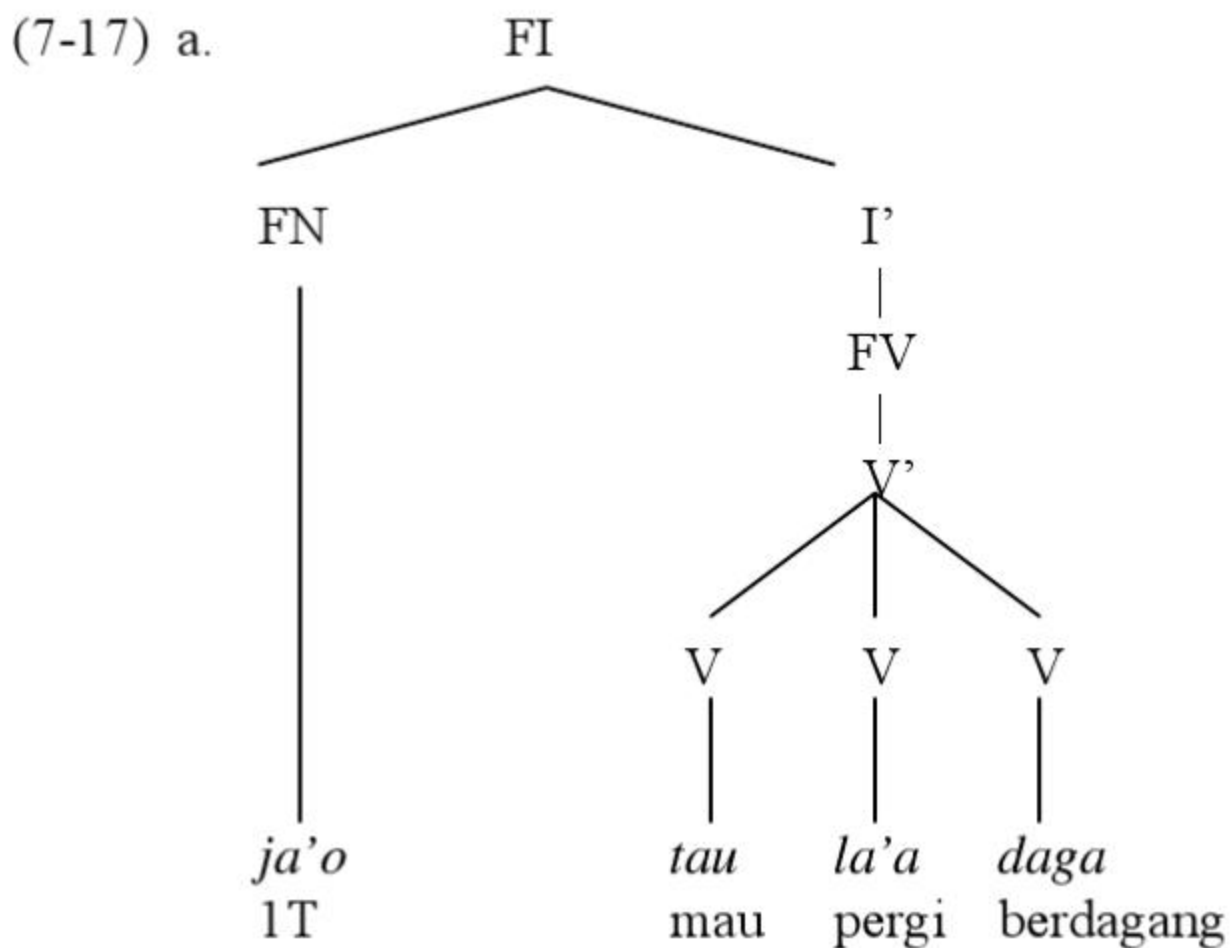 (7-17) a. FI
FN I’
FV
V’
V V V
ja’o tau la’a daga
1T mau pergi berdagang